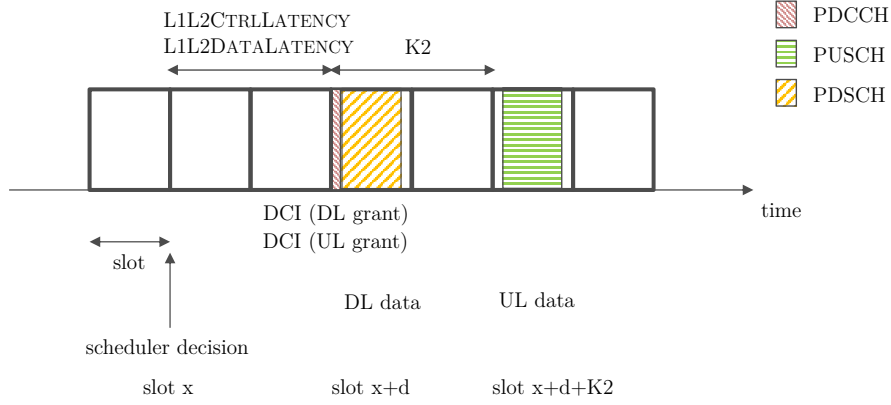 L1L2CTRLLATENCY
L1L2DATALATENCY
K2
PDCCH
PUSCH
PDSCH
time
DCI (DL grant)
DCI (UL grant)
slot
DL data
UL data
scheduler decision
slot x
slot x+d
slot x+d+K2